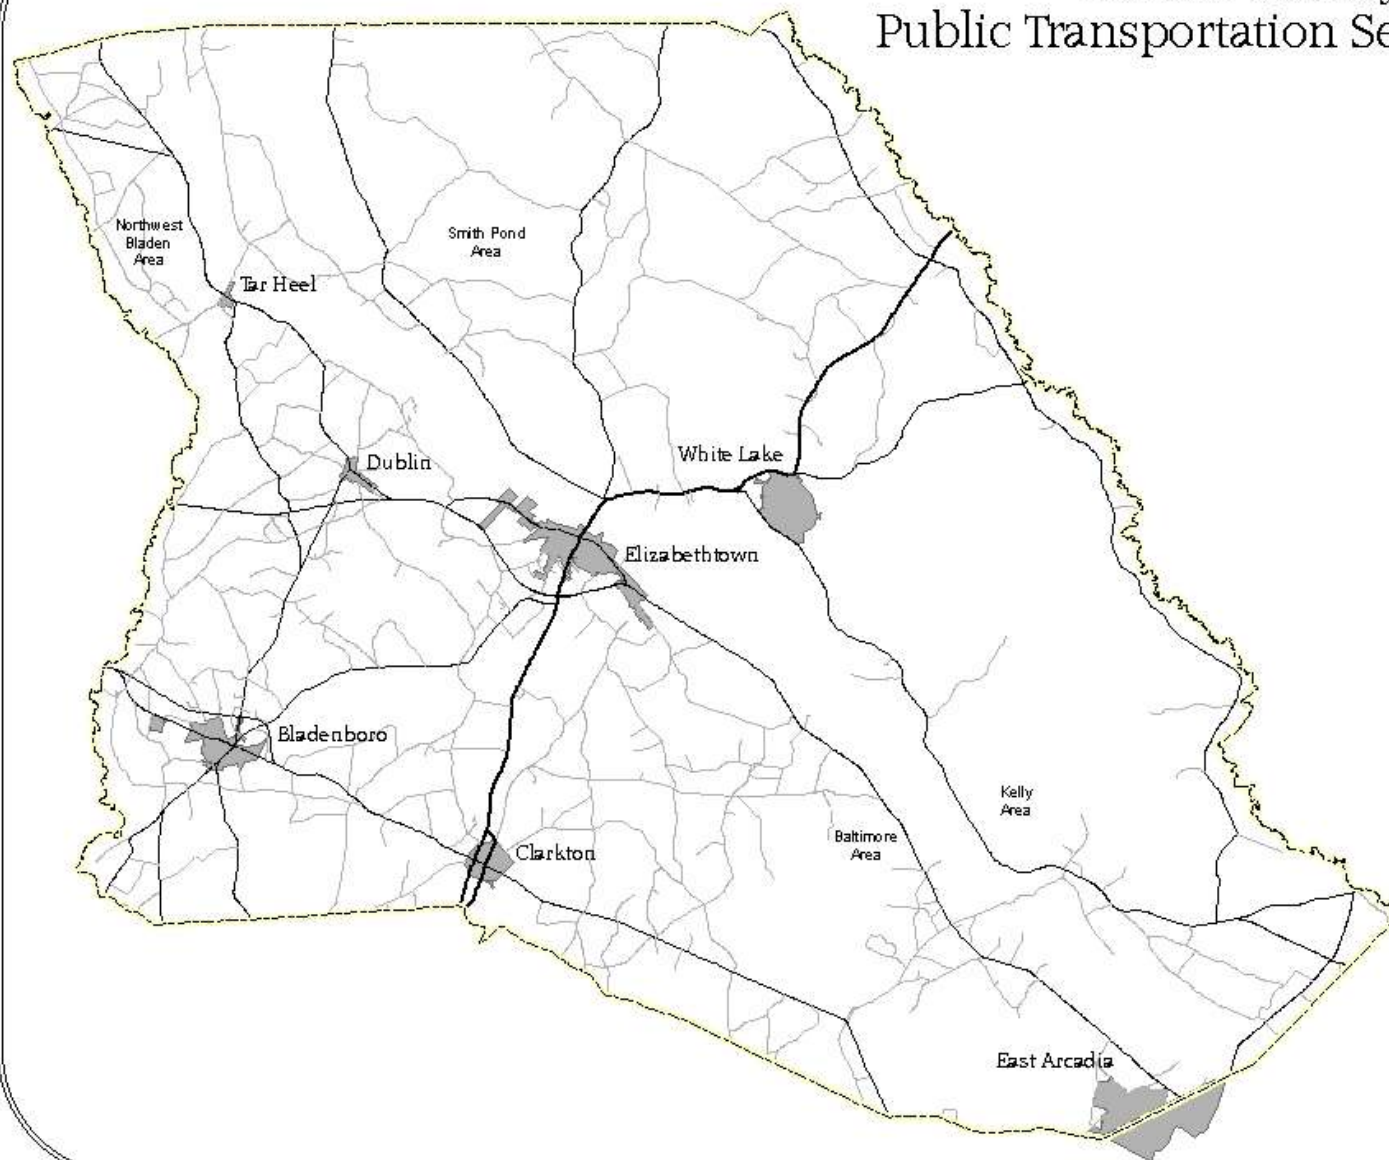 Public Transportation Se
Northwest
Bladen
Area
Smith Pond
Area
Tar Heel
White Lake
Dublin
Elizabethtown
Bladenboro
Kelly
Area
Baltimore
Area
Clarkton
East Arcadia